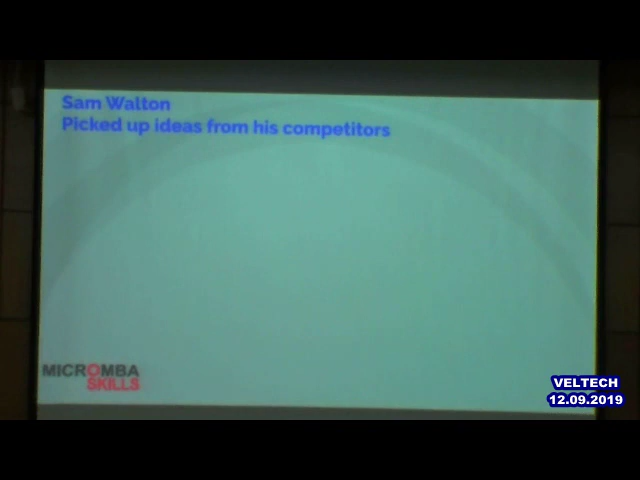 Sam Walton
Picked up ideas from his competitors
MICROMBA
SKILLS
VELTECH
12.09.2019